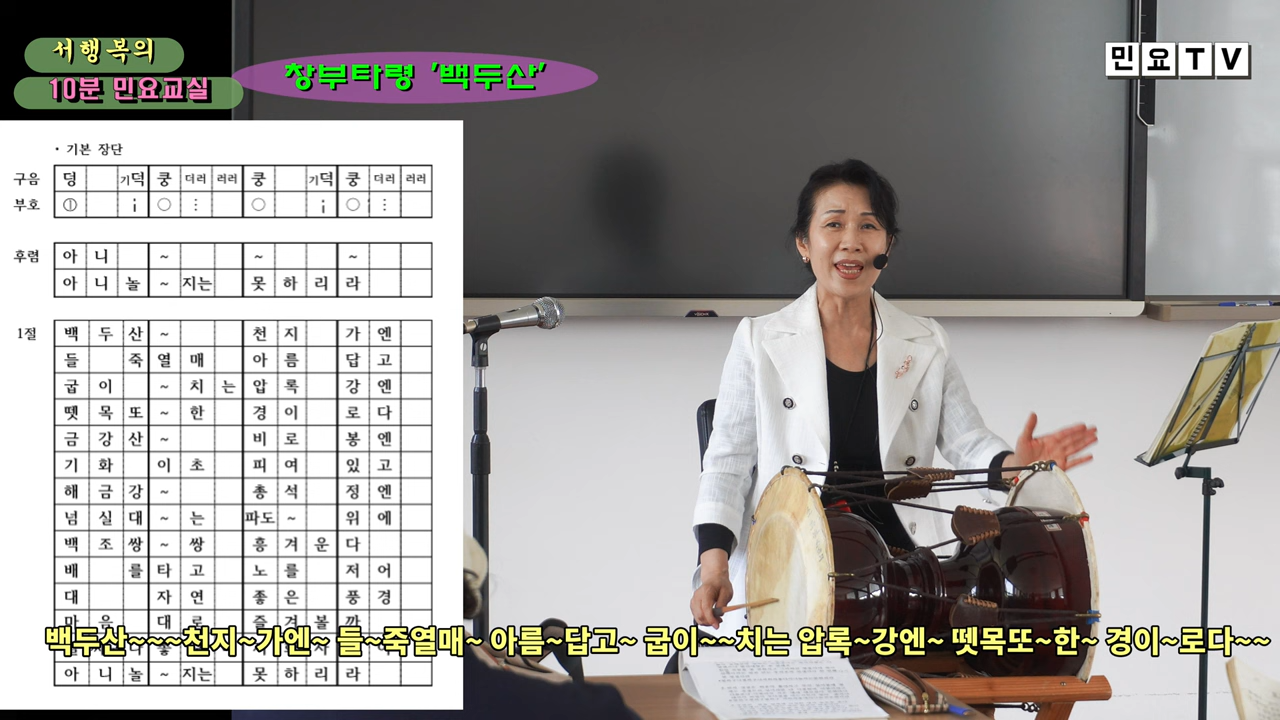 서행복의
10분 민요교실
창부타령 '백두산'
민요TV
· 기본 장단
구음 덩 기덕 쿵 더러 러러 쿵 기덕 쿵 더러 러러
부호
후렴 아 니 ~ ~ ~
아 니 놀 ~ 지는 못 하 리 라
1절 백 두 산 ~ 천 지 가 엔
들 죽 열 매 아 름 답 고
굽 이 ~ 치 는 압 록 강 엔
뗏 목 또 ~ 한 경 이 로 다
금 강 산 ~ 비 로 봉 엔
기 화 이 초 피 여 있 고
해 금 강 ~ 총 석 정 엔
넘 실 대 ~ 는 파도 ~ 위 에
백 조 쌍 ~ 쌍 흥 겨 운 다
배 를 타 고 노 를 저 어
대 자 연 좋 은 풍 경
마 음 대 로 즐 겨 볼 까
백두산~~~천지~가엔~ 들~죽열매~ 아름~답고~ 굽이~~치는 압록~강엔~ 뗏목또~한~ 경이~로다~~
아 니 놀 ~ 지는 못 하 리 라